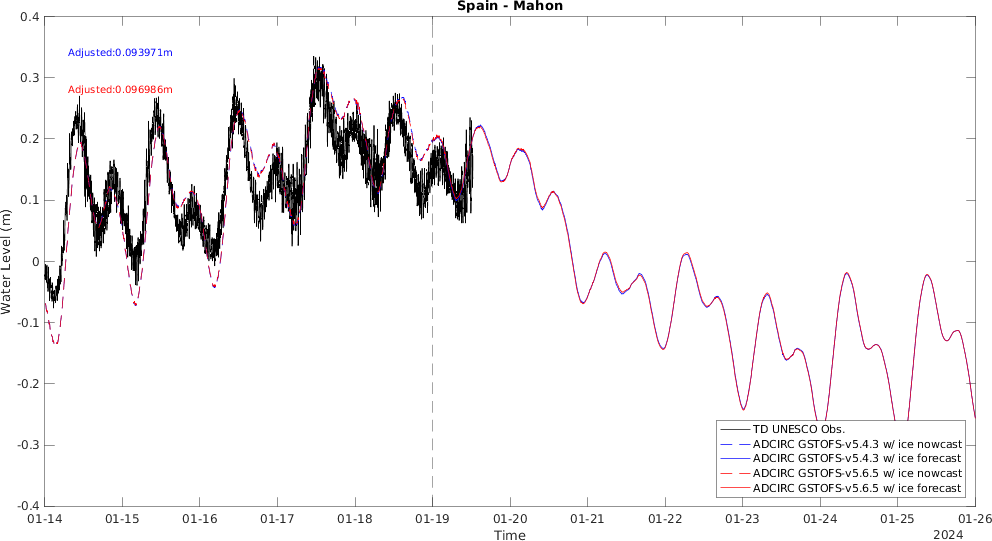 Spain - Mahon
Adjusted:0.093971m
Adjusted:0.096986m
Water Level (m)
0.4
0.3
0.2
0.1
0
-0.1
-0.2
-0.3
-0.4
TD UNESCO Obs.
ADCIRC GSTOFS-v5.4.3 w/ ice nowcast
ADCIRC GSTOFS-v5.4.3 w/ ice forecast
ADCIRC GSTOFS-v5.6.5 w/ ice nowcast
ADCIRC GSTOFS-v5.6.5 w/ ice forecast
01-14 01-15 01-16 01-17 01-18 01-19 01-20 01-21 01-22 01-23 01-24 01-25 01-26
Time
2024